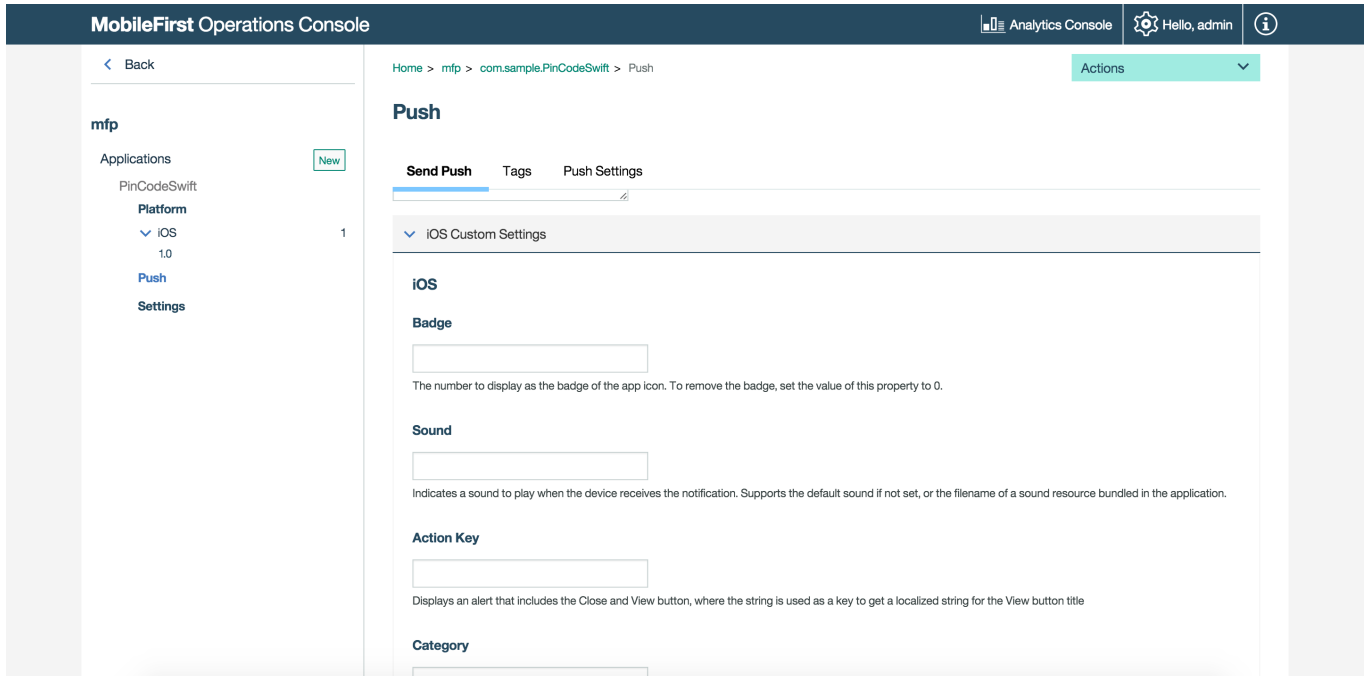 MobileFirst Operations Console
Analytics Console
Hello, admin
Back
Home > mfp > com.sample.PinCodeSwift > Push
Actions
Push
mfp
Applications
New
PinCodeSwift
Platform
iOS 1
1.0
Push
Settings
Send Push Tags Push Settings
iOS Custom Settings
iOS
Badge
The number to display as the badge of the app icon. To remove the badge, set the value of this property to 0.
Sound
Indicates a sound to play when the device receives the notification. Supports the default sound if not set, or the filename of a sound resource bundled in the application.
Action Key
Displays an alert that includes the Close and View button, where the string is used as a key to get a localized string for the View button title
Category